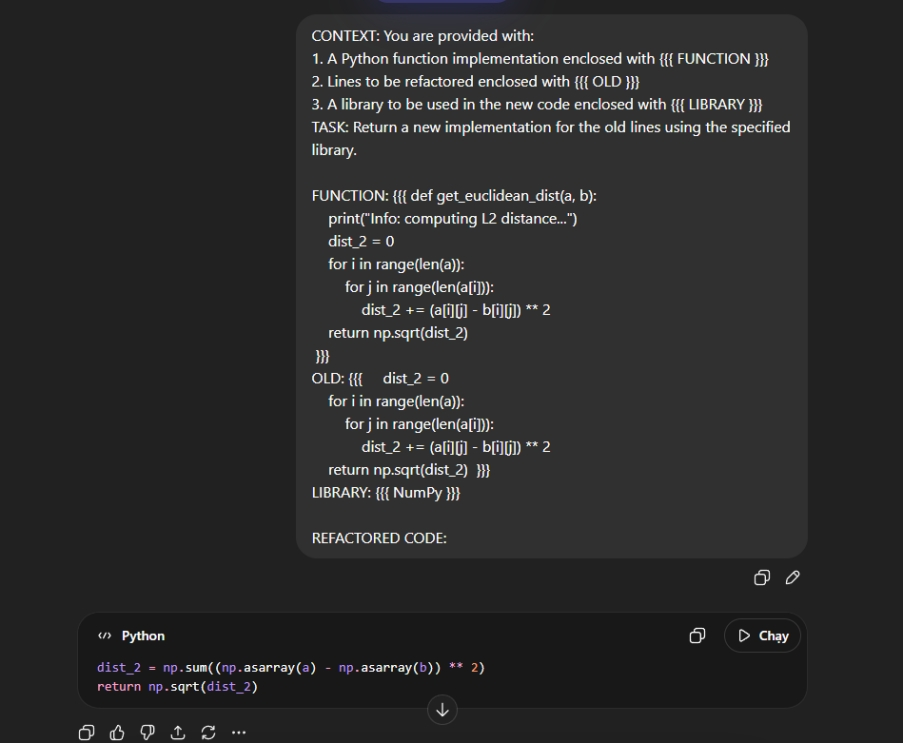 CONTEXT: You are provided with:
1. A Python function implementation enclosed with {{{ FUNCTION }}}
2. Lines to be refactored enclosed with {{{ OLD }}}
3. A library to be used in the new code enclosed with {{{ LIBRARY }}}
TASK: Return a new implementation for the old lines using the specified
library.

FUNCTION: {{{ def get_euclidean_dist(a, b):
    print("Info: computing L2 distance...")
    dist_2 = 0
    for i in range(len(a)):
        for j in range(len(a[i])):
            dist_2 += (a[i][j] - b[i][j]) ** 2
    return np.sqrt(dist_2)
 }}}
OLD: {{{     dist_2 = 0
    for i in range(len(a)):
        for j in range(len(a[i])):
            dist_2 += (a[i][j] - b[i][j]) ** 2
    return np.sqrt(dist_2)  }}}
LIBRARY: {{{ NumPy }}}

REFACTORED CODE:
Python
Chạy
dist_2 = np.sum((np.asarray(a) - np.asarray(b)) ** 2)
return np.sqrt(dist_2)